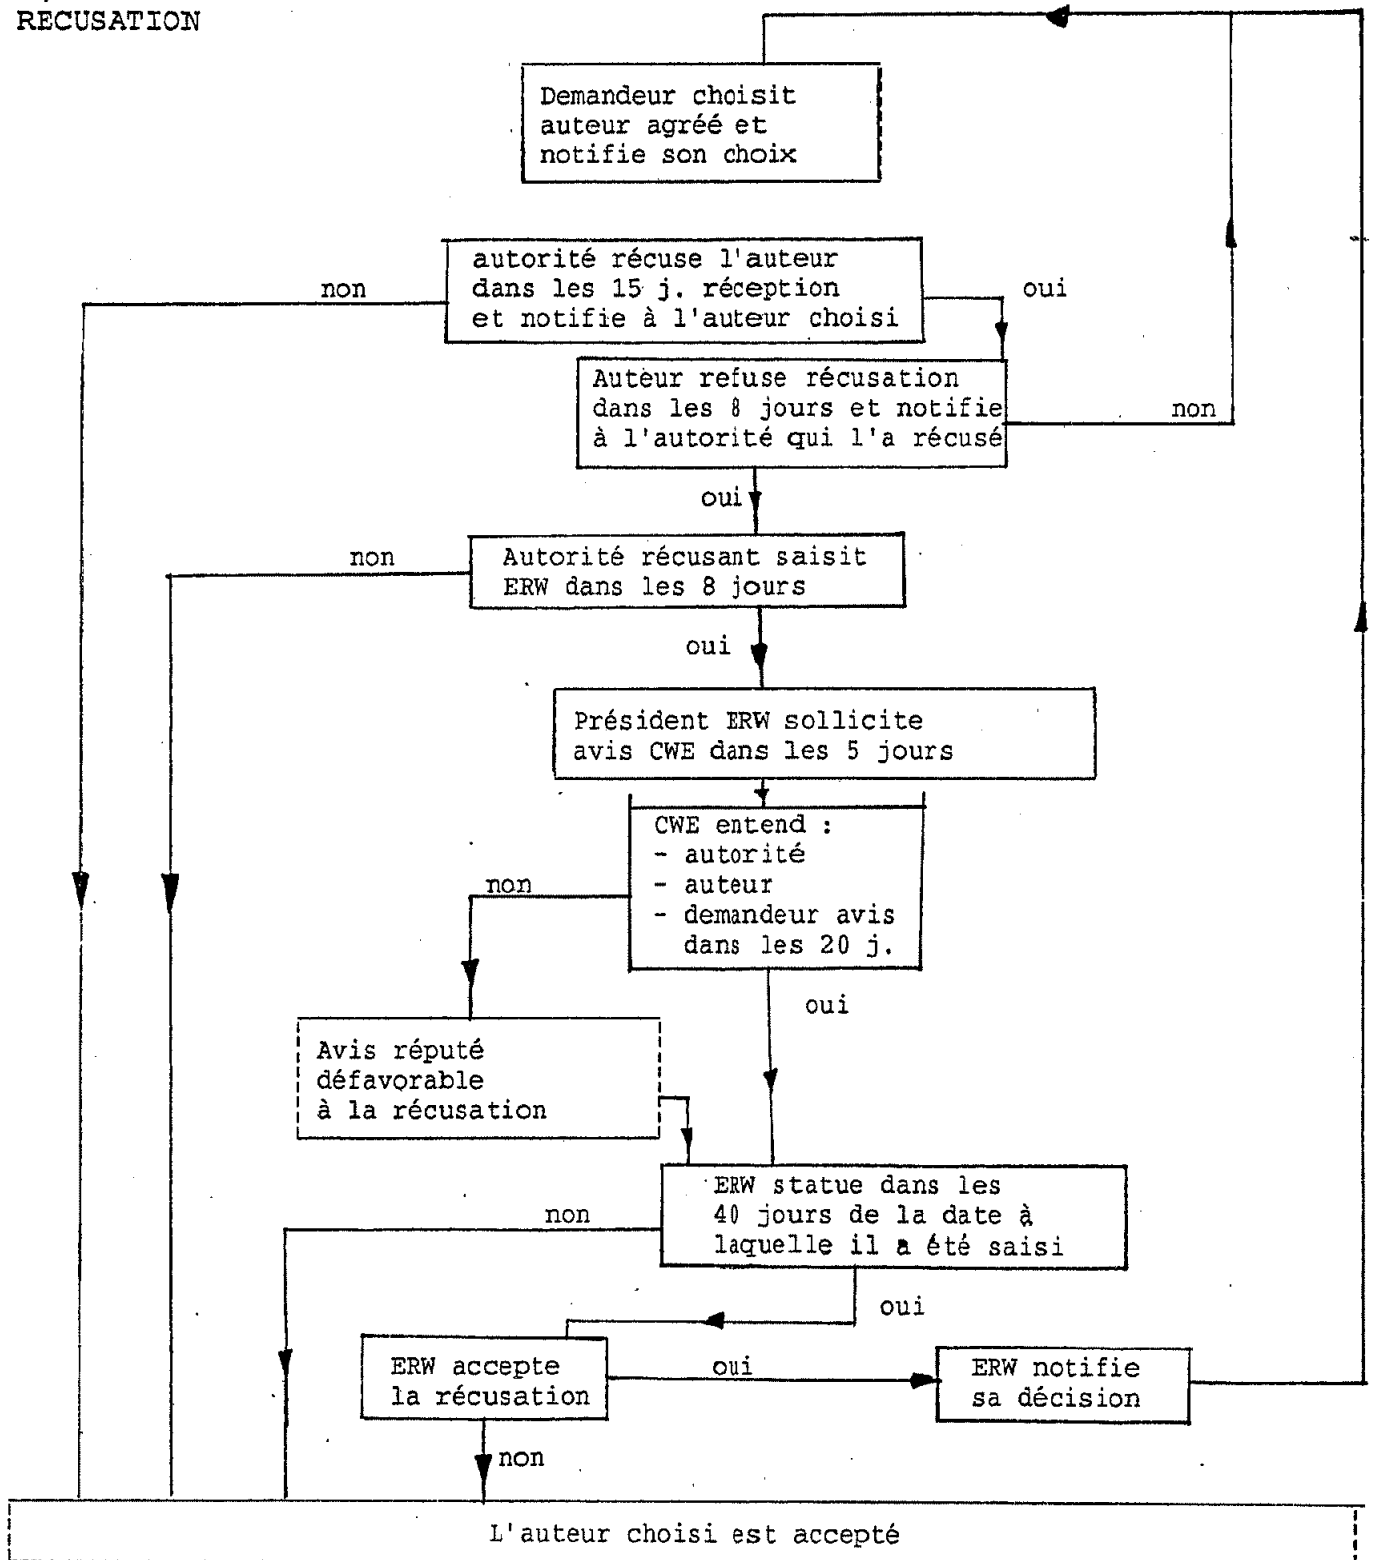 RECUSATION
Demandeur choisit
auteur agréé et
notifie son choix
autorité récuse l'auteur
dans les 15 j. réception
et notifie à l'auteur choisi
non
oui
Auteur refuse récusation
dans les 8 jours et notifie
à l'autorité qui l'a récusé
non
oui
Autorité récusant saisit
ERW dans les 8 jours
non
oui
Président ERW sollicite
avis CWE dans les 5 jours
CWE entend :
- autorité
- auteur
- demandeur avis
dans les 20 j.
non
oui
Avis réputé
défavorable
à la récusation
ERW statue dans les
40 jours de la date à
laquelle il a été saisi
non
oui
ERW accepte
la récusation
oui
ERW notifie
sa décision
non
L'auteur choisi est accepté